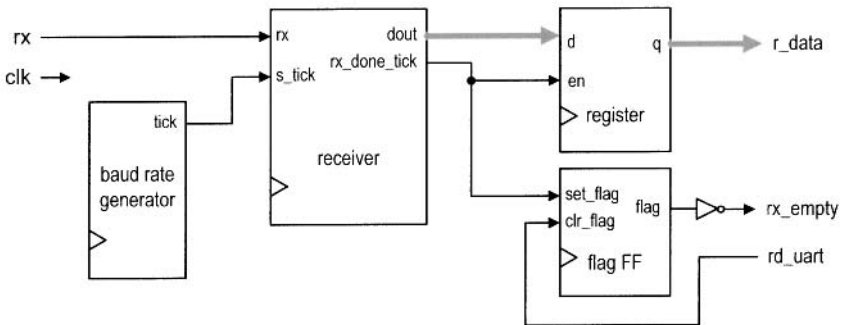 rx
clk
tick
baud rate
generator
rx
s_tick
dout
rx_done_tick
receiver
d
q
en
register
r_data
set_flag
clr_flag
flag
flag FF
rx_empty
rd_uart